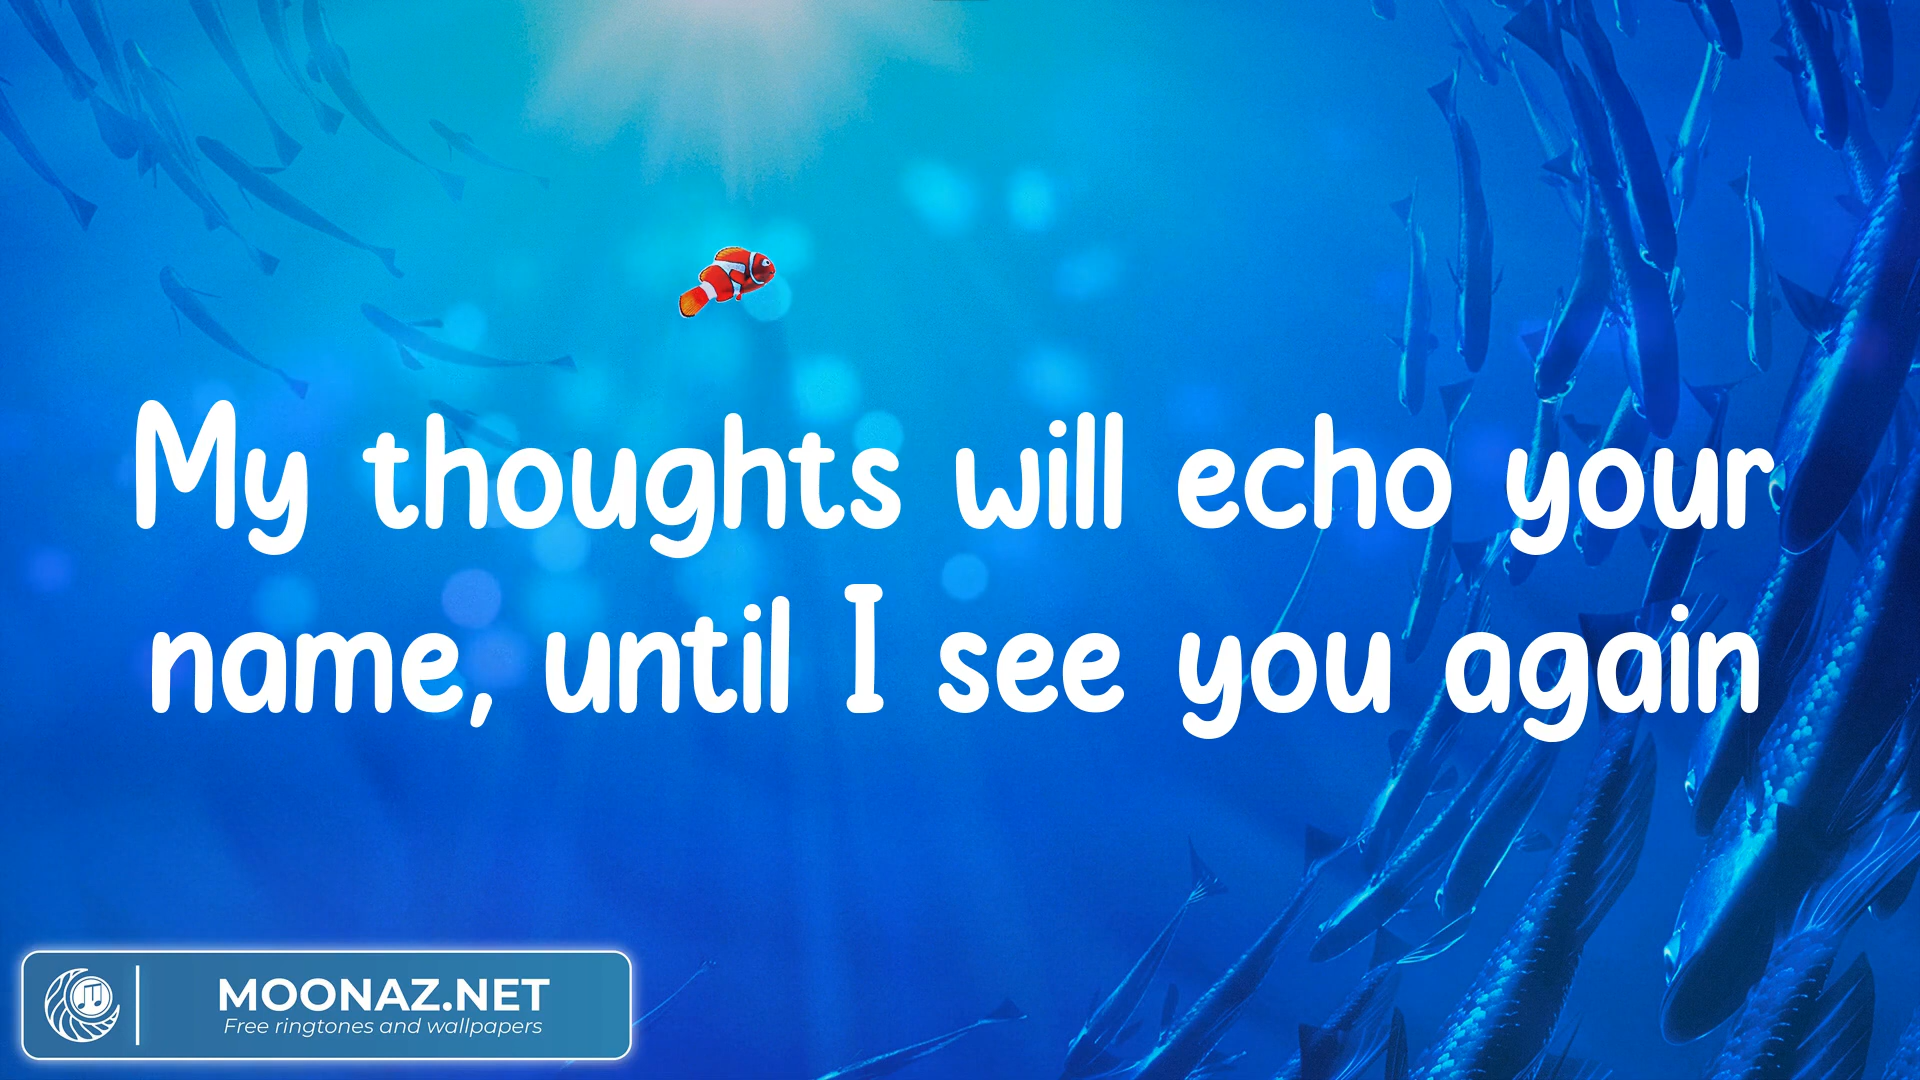 My thoughts will echo your
name, until I see you again
MOONAZ.NET
Free ringtones and wallpapers